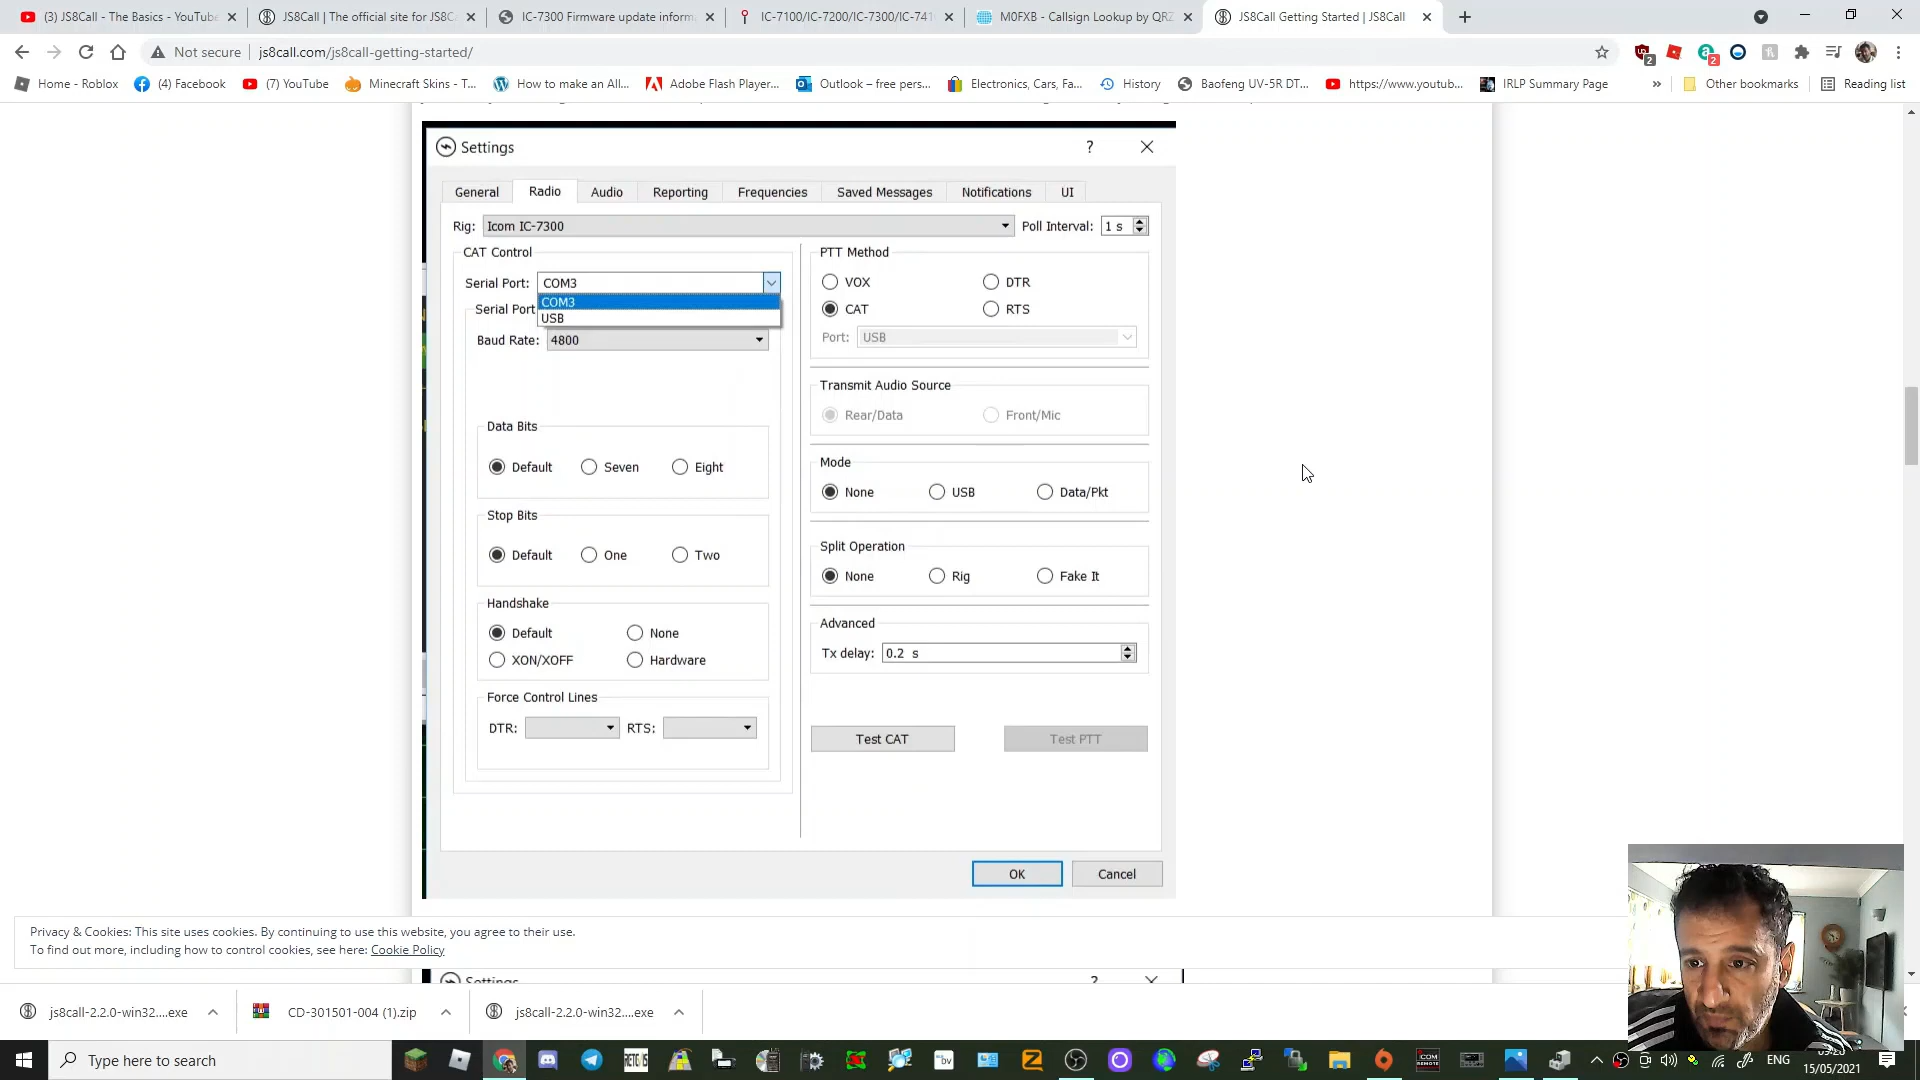 (3) JS8Call - The Basics - YouTube
JS8Call | The official site for JS8C
IC-7300 Firmware update inform
IC-7100/IC-7200/IC-7300/IC-741
M0FXB - Callsign Lookup by QRZ
JS8Call Getting Started | JS8Call
Not secure
js8call.com/js8call-getting-started/
2
2
Home - Roblox
(4) Facebook
(7) YouTube
Minecraft Skins - T...
How to make an All...
Adobe Flash Player...
Outlook – free pers...
Electronics, Cars, Fa...
History
Baofeng UV-5R DT...
https://www.youtub...
IRLP Summary Page
»
Other bookmarks
Reading list
Settings
?
General
Radio
Audio
Reporting
Frequencies
Saved Messages
Notifications
UI
Rig:
Icom IC-7300
Poll Interval:
1 s
CAT Control
Serial Port:
COM3
COM3
USB
Serial Port
Baud Rate:
4800
Data Bits
Default
Seven
Eight
Stop Bits
Default
One
Two
Handshake
Default
None
XON/XOFF
Hardware
Force Control Lines
DTR:
RTS:
PTT Method
VOX
DTR
CAT
RTS
Port:
USB
Transmit Audio Source
Rear/Data
Front/Mic
Mode
None
USB
Data/Pkt
Split Operation
None
Rig
Fake It
Advanced
Tx delay:
0.2 s
Test CAT
Test PTT
OK
Cancel
Privacy & Cookies: This site uses cookies. By continuing to use this website, you agree to their use.
To find out more, including how to control cookies, see here: Cookie Policy
Settings
?
js8call-2.2.0-win32....exe
CD-301501-004 (1).zip
js8call-2.2.0-win32....exe
Type here to search
bv
ENG
15/05/2021